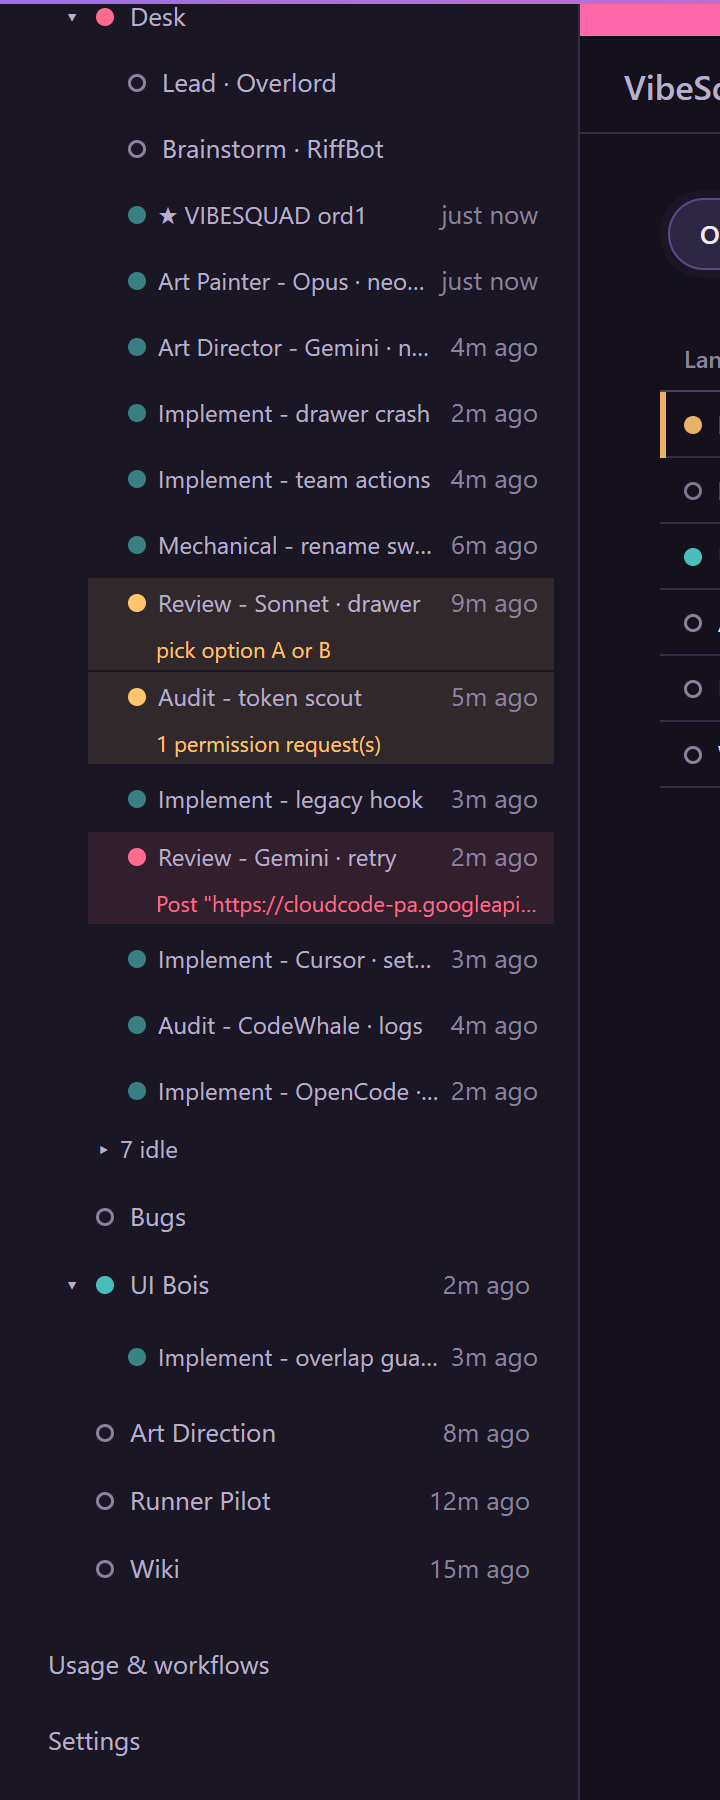 Desk
Lead · Overlord
Brainstorm · RiffBot
★ VIBESQUAD ord1 just now
Art Painter - Opus · neo... just now
Art Director - Gemini · n... 4m ago
Implement - drawer crash 2m ago
Implement - team actions 4m ago
Mechanical - rename sw... 6m ago
Review - Sonnet · drawer 9m ago
pick option A or B
Audit - token scout 5m ago
1 permission request(s)
Implement - legacy hook 3m ago
Review - Gemini · retry 2m ago
Post "https://cloudcode-pa.googleapi...
Implement - Cursor · set... 3m ago
Audit - CodeWhale · logs 4m ago
Implement - OpenCode ·... 2m ago
7 idle
Bugs
UI Bois 2m ago
Implement - overlap gua... 3m ago
Art Direction 8m ago
Runner Pilot 12m ago
Wiki 15m ago
Usage & workflows
Settings
VibeSq
Lan